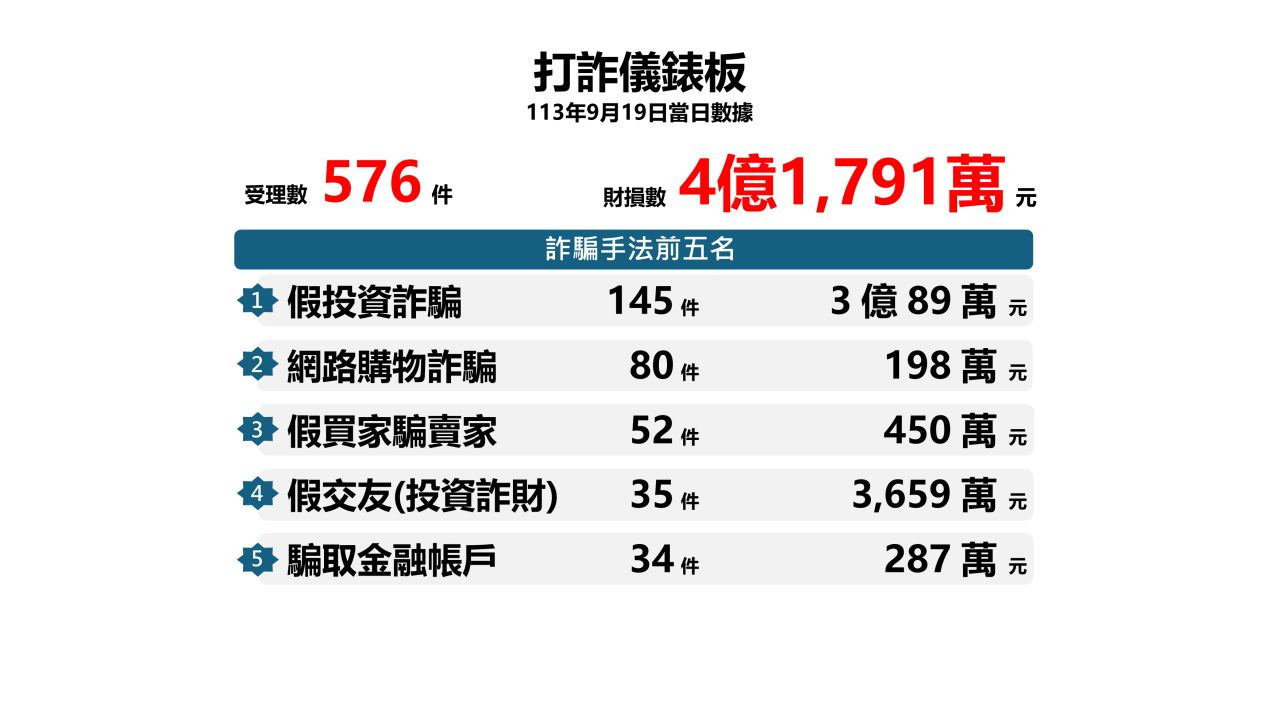 打詐儀錶板
113年9月19日當日數據
受理數 576 件 財損數 4億1,791萬 元
詐騙手法前五名
1 假投資詐騙 145 件 3 億 89 萬 元
2 網路購物詐騙 80 件 198 萬 元
3 假買家騙賣家 52 件 450 萬 元
4 假交友(投資詐財) 35 件 3,659 萬 元
5 騙取金融帳戶 34 件 287 萬 元